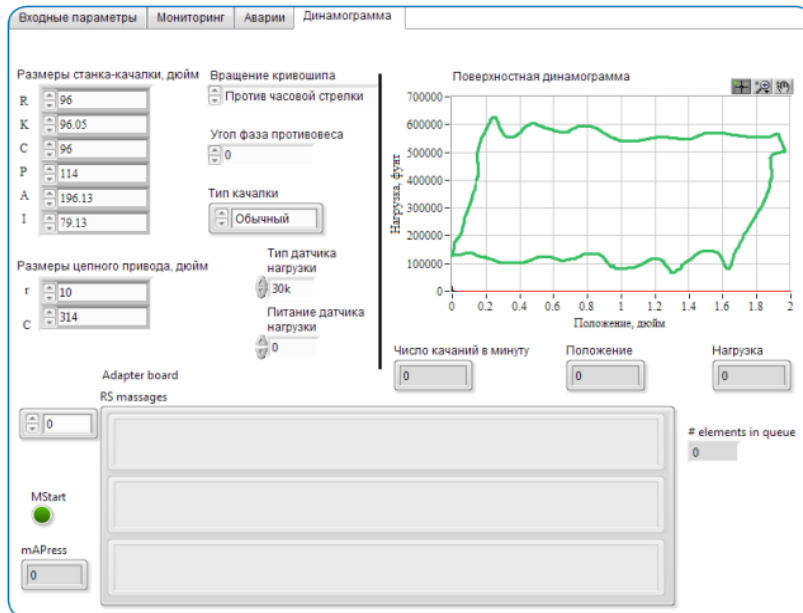 Входные параметры
Мониторинг
Аварии
Динамограмма
Размеры станка-качалки, дюйм
R
96
K
96.05
C
96
P
114
A
196.13
I
79.13
Размеры цепного привода, дюйм
r
10
C
314
Вращение кривошипа
Против часовой стрелки
Угол фаза противовеса
0
Тип качалки
Обычный
Тип датчика
нагрузки
30k
Питание датчика
нагрузки
0
Поверхностная динамограмма
Нагрузка, фунт
700000
600000
500000
400000
300000
200000
100000
0
0 0.2 0.4 0.6 0.8 1 1.2 1.4 1.6 1.8 2
Положение, дюйм
Число качаний в минуту
0
Положение
0
Нагрузка
0
Adapter board
RS massages
0
# elements in queue
0
MStart
mAPress
0